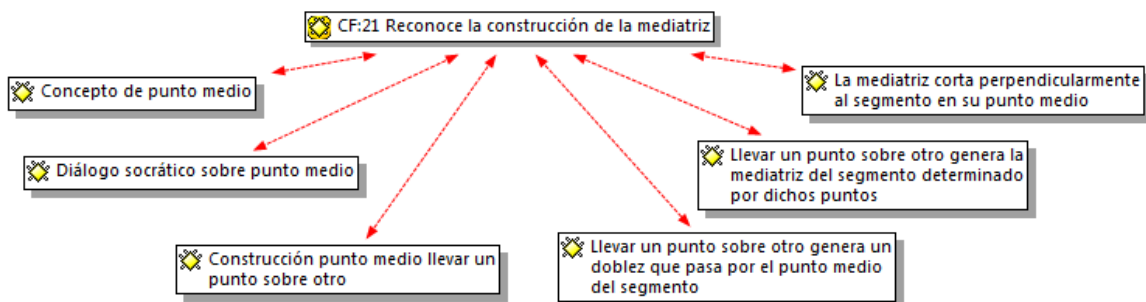 CF:21 Reconoce la construcción de la mediatriz
Concepto de punto medio
La mediatriz corta perpendicularmente
al segmento en su punto medio
Diálogo socrático sobre punto medio
Llevar un punto sobre otro genera la
mediatriz del segmento determinado
por dichos puntos
Construcción punto medio llevar un
punto sobre otro
Llevar un punto sobre otro genera un
doblez que pasa por el punto medio
del segmento